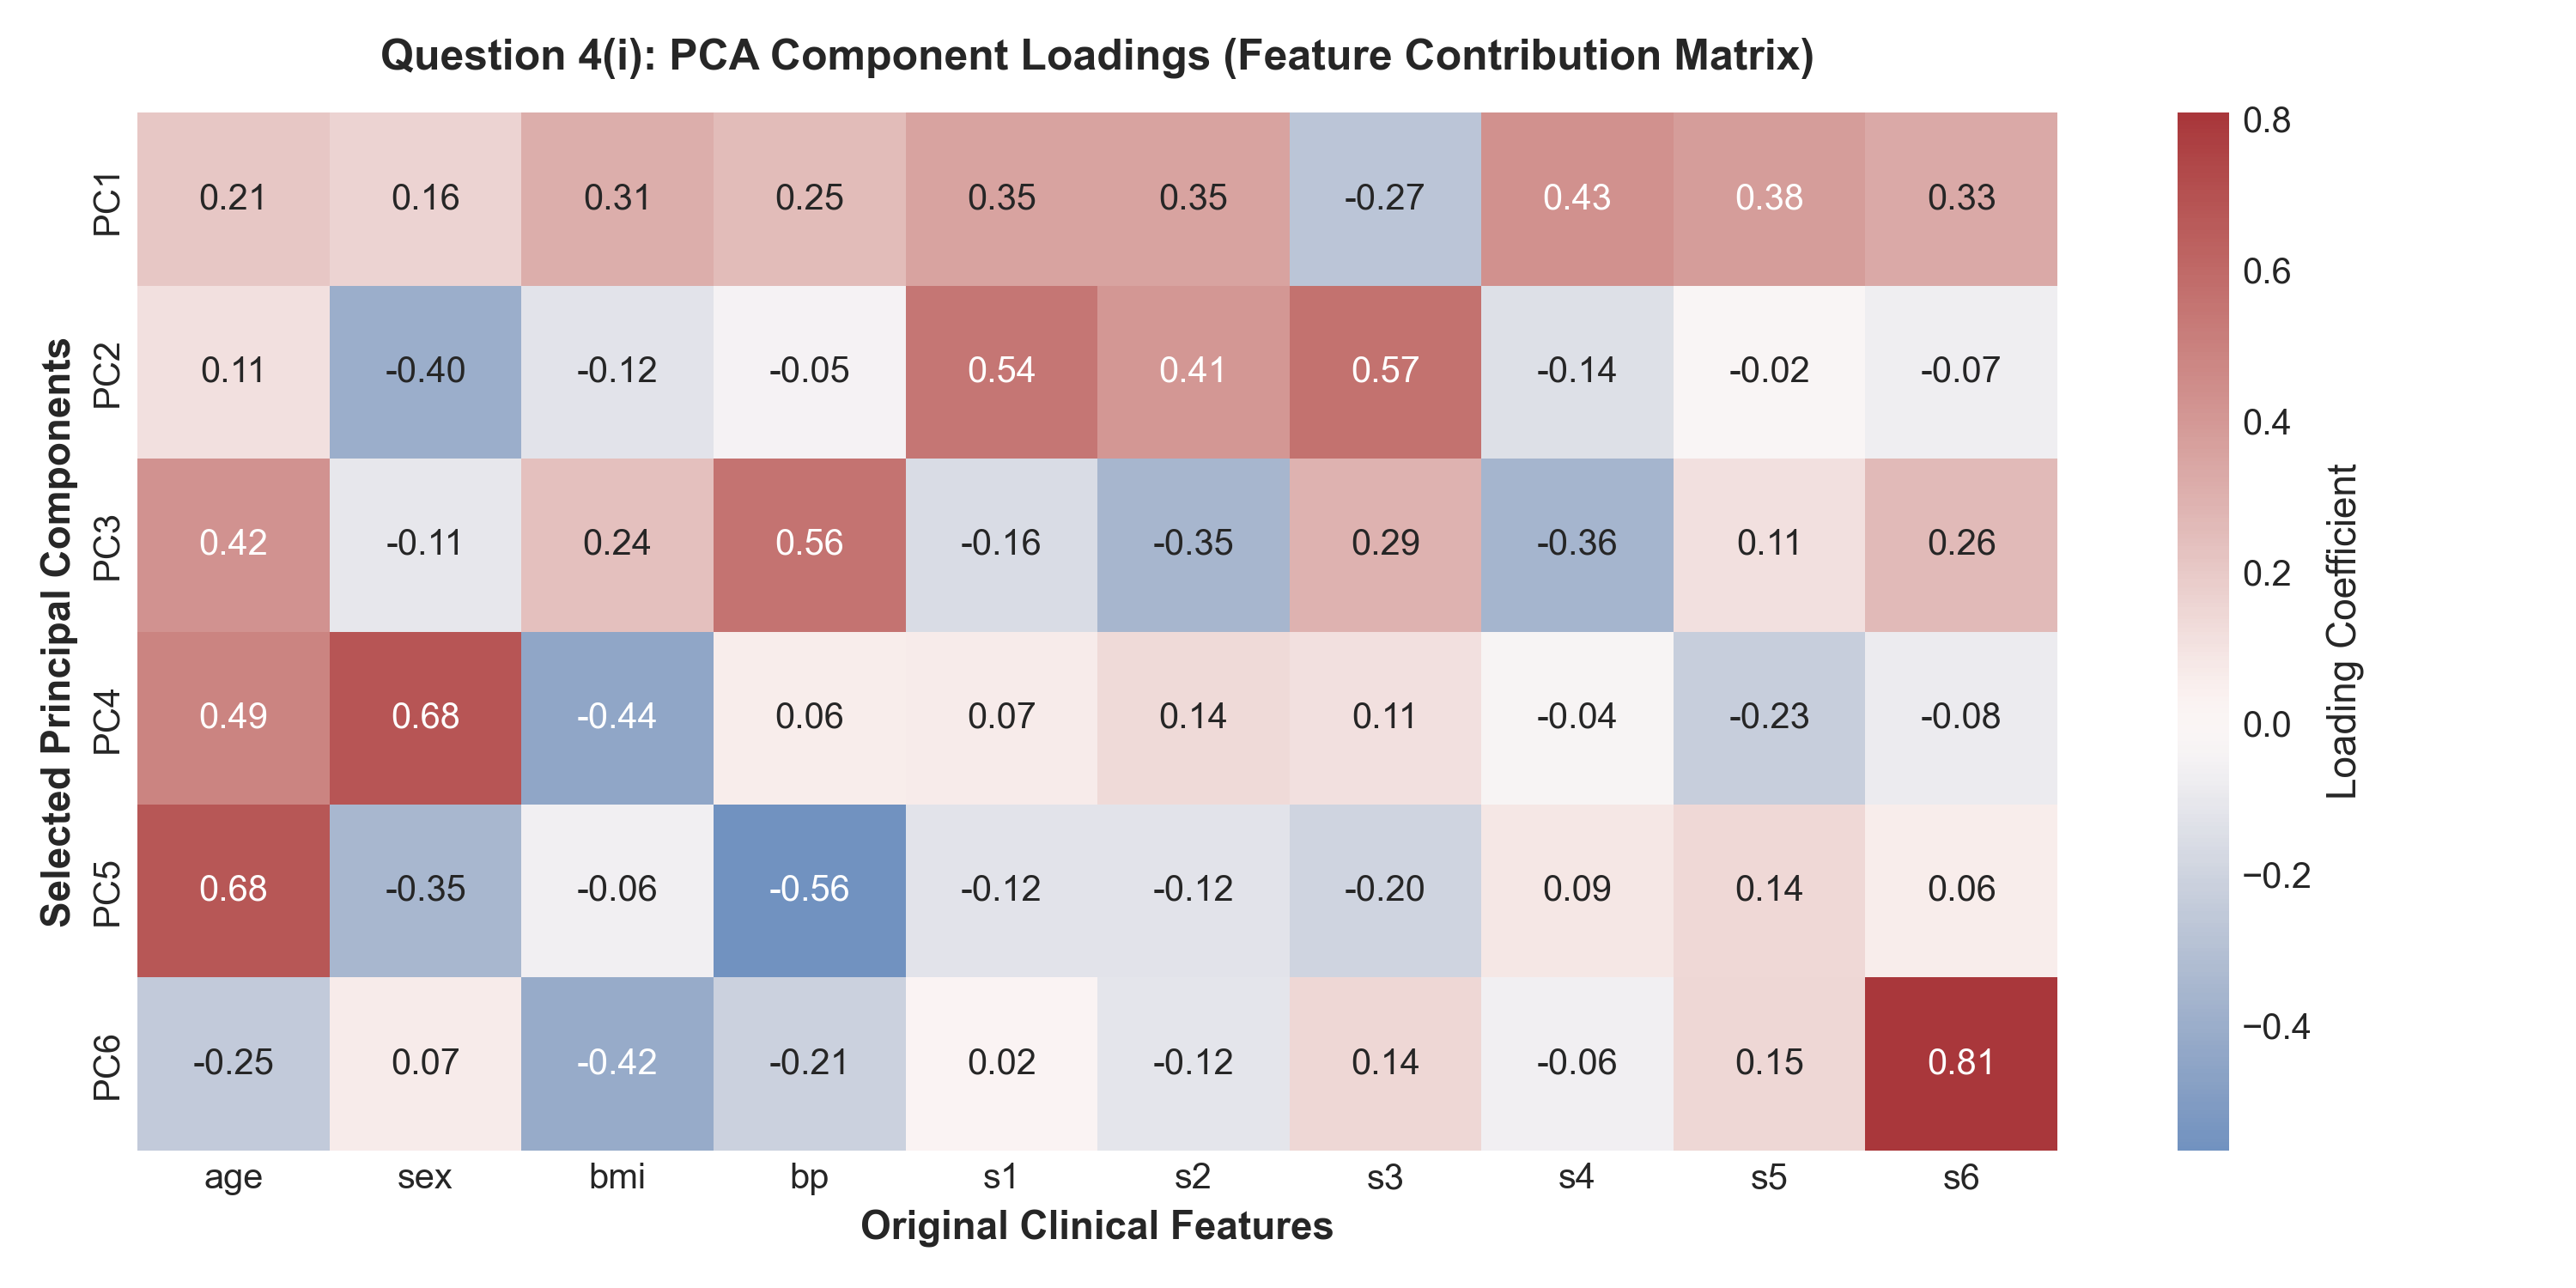 Question 4(i): PCA Component Loadings (Feature Contribution Matrix)
Selected Principal Components
PC1 0.21 0.16 0.31 0.25 0.35 0.35 -0.27 0.43 0.38 0.33
PC2 0.11 -0.40 -0.12 -0.05 0.54 0.41 0.57 -0.14 -0.02 -0.07
PC3 0.42 -0.11 0.24 0.56 -0.16 -0.35 0.29 -0.36 0.11 0.26
PC4 0.49 0.68 -0.44 0.06 0.07 0.14 0.11 -0.04 -0.23 -0.08
PC5 0.68 -0.35 -0.06 -0.56 -0.12 -0.12 -0.20 0.09 0.14 0.06
PC6 -0.25 0.07 -0.42 -0.21 0.02 -0.12 0.14 -0.06 0.15 0.81
age sex bmi bp s1 s2 s3 s4 s5 s6
Original Clinical Features
0.8
0.6
0.4
0.2
0.0
−0.2
−0.4
Loading Coefficient